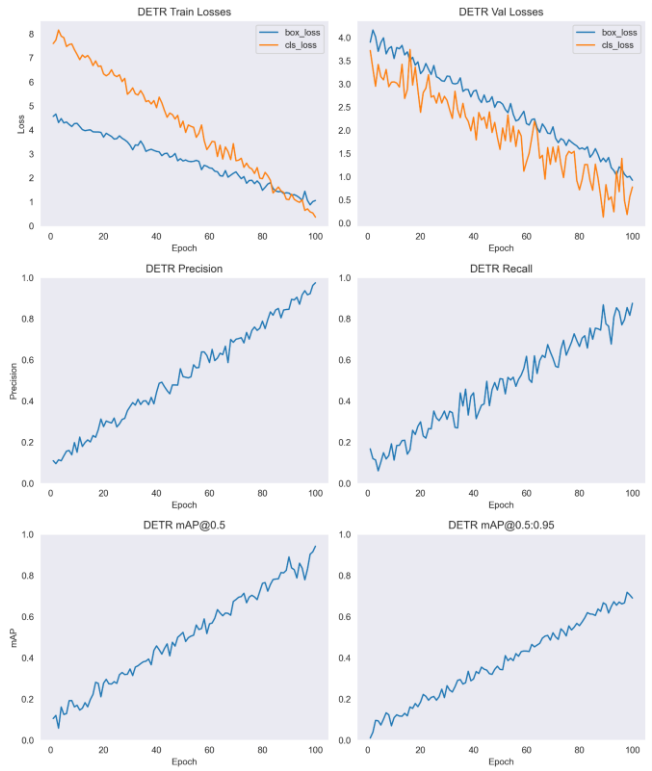 DETR Train Losses
8
7
6
5
4
3
2
1
0
Loss
box_loss
cls_loss
0 20 40 60 80 100
Epoch
DETR Val Losses
4.0
3.5
3.0
2.5
2.0
1.5
1.0
0.5
0.0
box_loss
cls_loss
0 20 40 60 80 100
Epoch
DETR Precision
1.0
0.8
0.6
0.4
0.2
0.0
Precision
0 20 40 60 80 100
Epoch
DETR Recall
1.0
0.8
0.6
0.4
0.2
0.0
0 20 40 60 80 100
Epoch
DETR mAP@0.5
1.0
0.8
0.6
0.4
0.2
0.0
mAP
0 20 40 60 80 100
Epoch
DETR mAP@0.5:0.95
1.0
0.8
0.6
0.4
0.2
0.0
0 20 40 60 80 100
Epoch